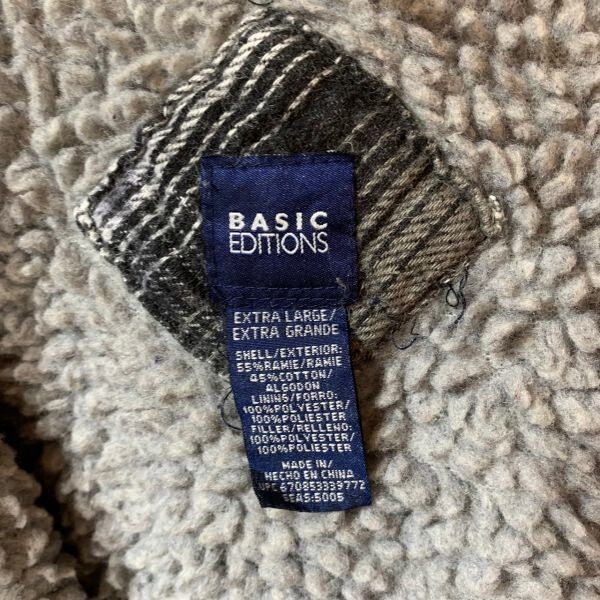 BASIC
EDITIONS
EXTRA LARGE/
EXTRA GRANDE
SHELL/EXTERIOR:
55%RAMIE/RAMIE
45%COTTON/
ALGODON
LINING/FORRO:
100%POLYESTER/
100%POLIESTER
FILLER/RELLENO:
100%POLYESTER/
100%POLIESTER
MADE IN/
HECHO EN CHINA
UPC 670853339772
SEAS:5005